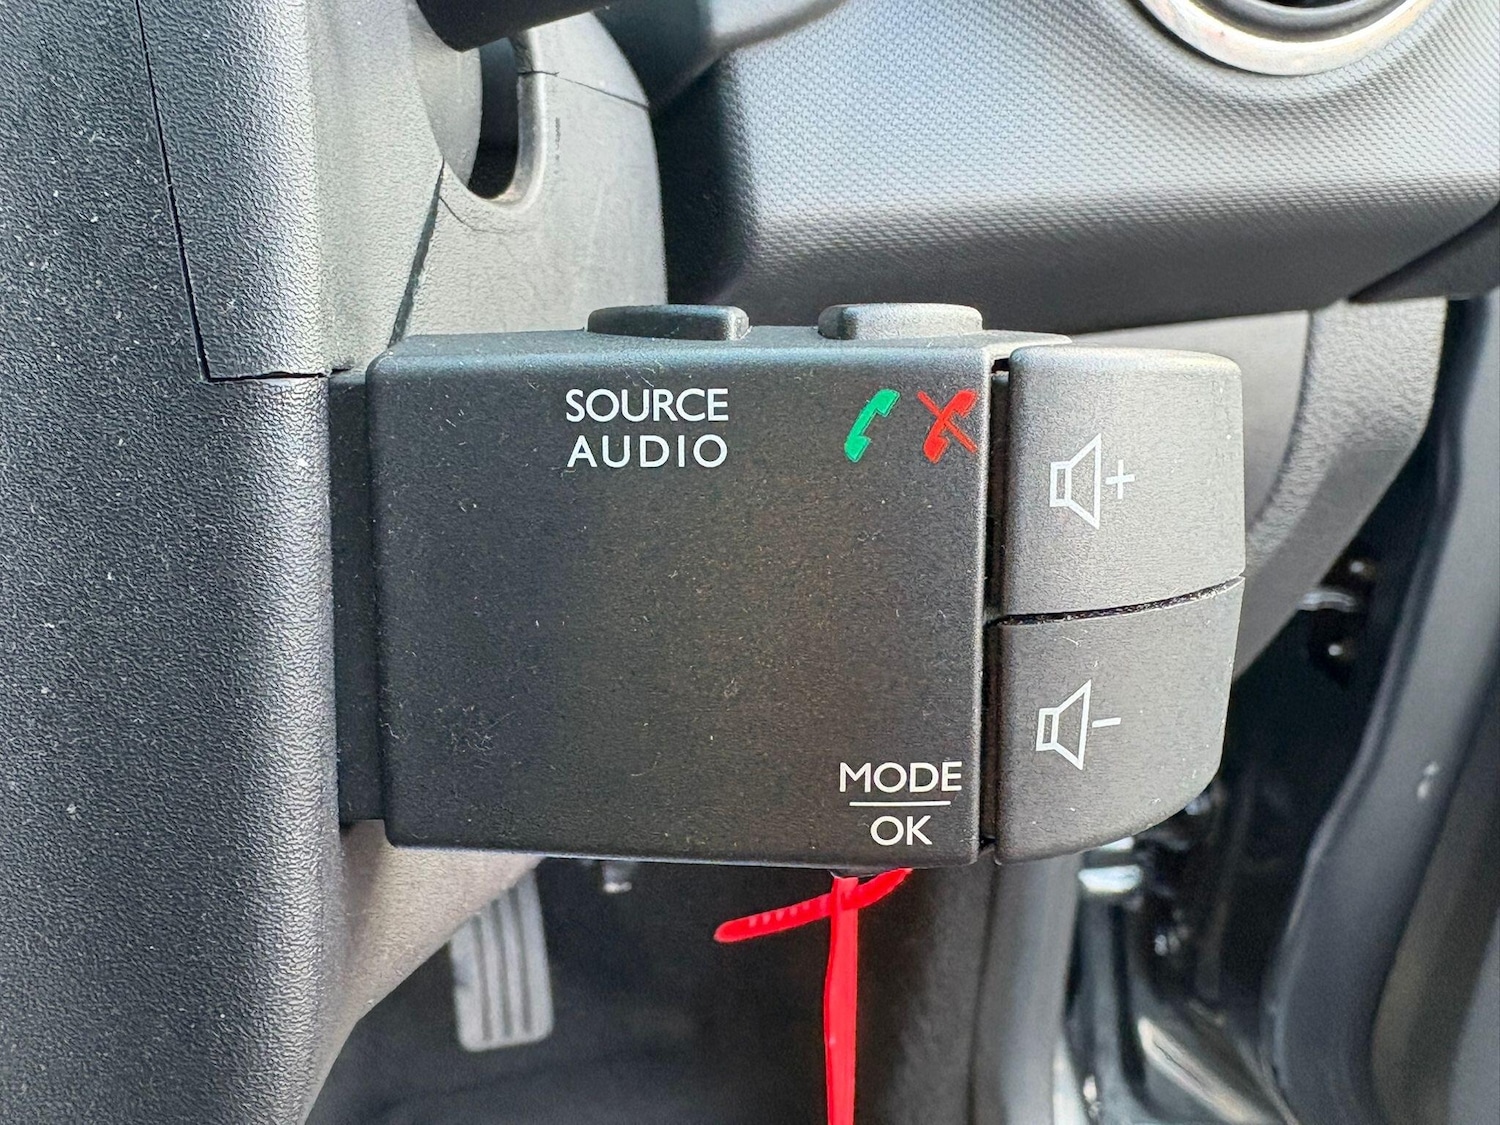 SOURCE
AUDIO
+
-
MODE
OK